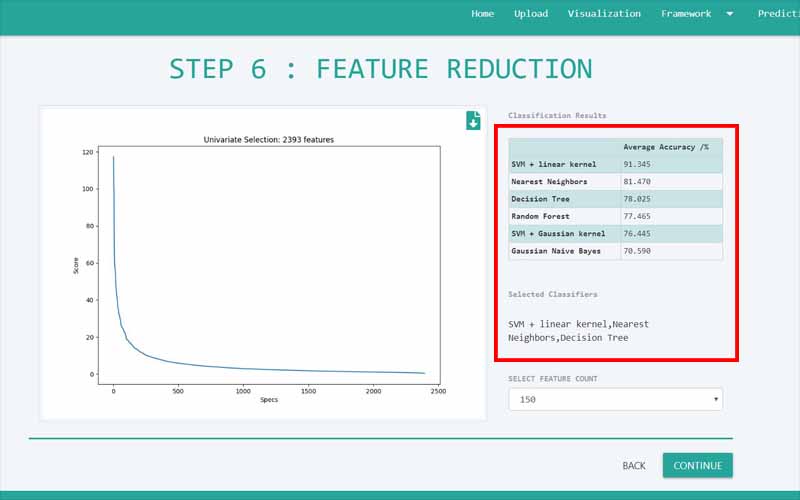 Home Upload Visualization Framework Predicti
STEP 6 : FEATURE REDUCTION
Univariate Selection: 2393 features
120
100
80
60
40
20
0
Score
0 500 1000 1500 2000 2500
Specs
Classification Results
Average Accuracy /%
SVM + linear kernel 91.345
Nearest Neighbors 81.470
Decision Tree 78.025
Random Forest 77.465
SVM + Gaussian kernel 76.445
Gaussian Naive Bayes 70.590
Selected Classifiers
SVM + linear kernel,Nearest
Neighbors,Decision Tree
SELECT FEATURE COUNT
150
BACK CONTINUE